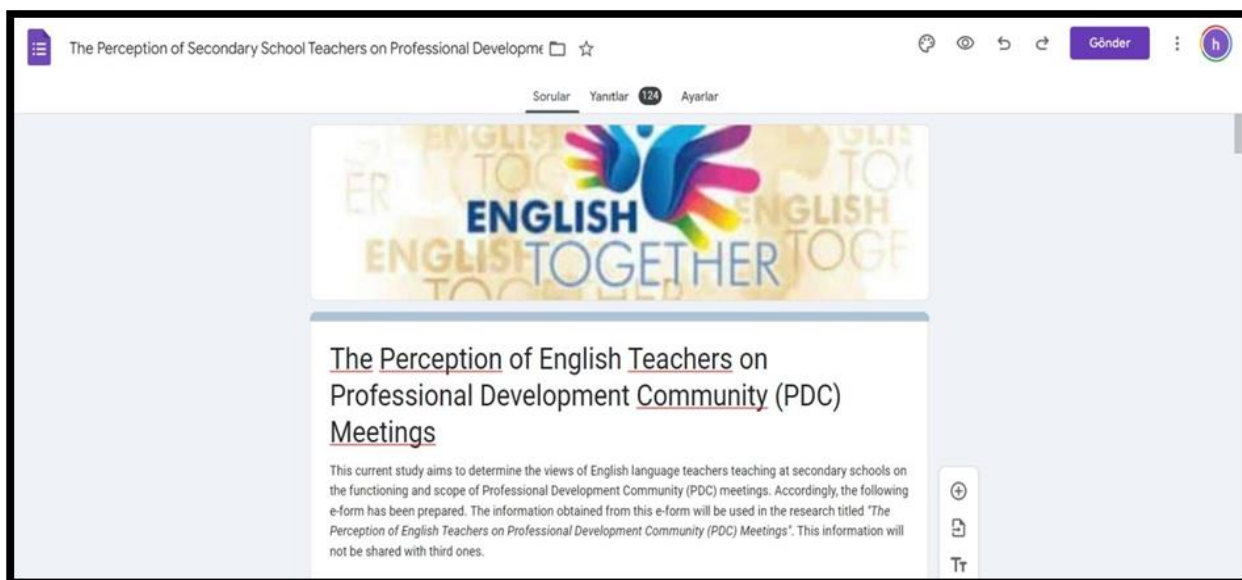 The Perception of Secondary School Teachers on Professional Developme
Gönder
h
Sorular Yanıtlar 124 Ayarlar
ENGLISH
TOGETHER
ENGLISH
TOGETHER
The Perception of English Teachers on
Professional Development Community (PDC)
Meetings
This current study aims to determine the views of English language teachers teaching at secondary schools on
the functioning and scope of Professional Development Community (PDC) meetings. Accordingly, the following
e-form has been prepared. The information obtained from this e-form will be used in the research titled "The
Perception of English Teachers on Professional Development Community (PDC) Meetings". This information will
not be shared with third ones.
Tт